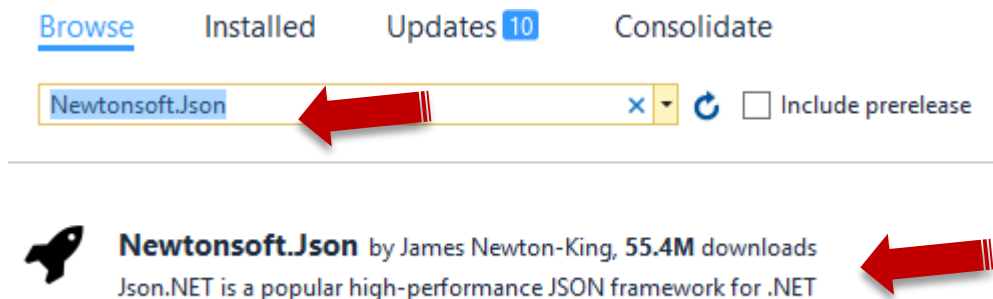 Browse Installed Updates 10 Consolidate
Newtonsoft.Json Include prerelease
Newtonsoft.Json by James Newton-King, 55.4M downloads
Json.NET is a popular high-performance JSON framework for .NET